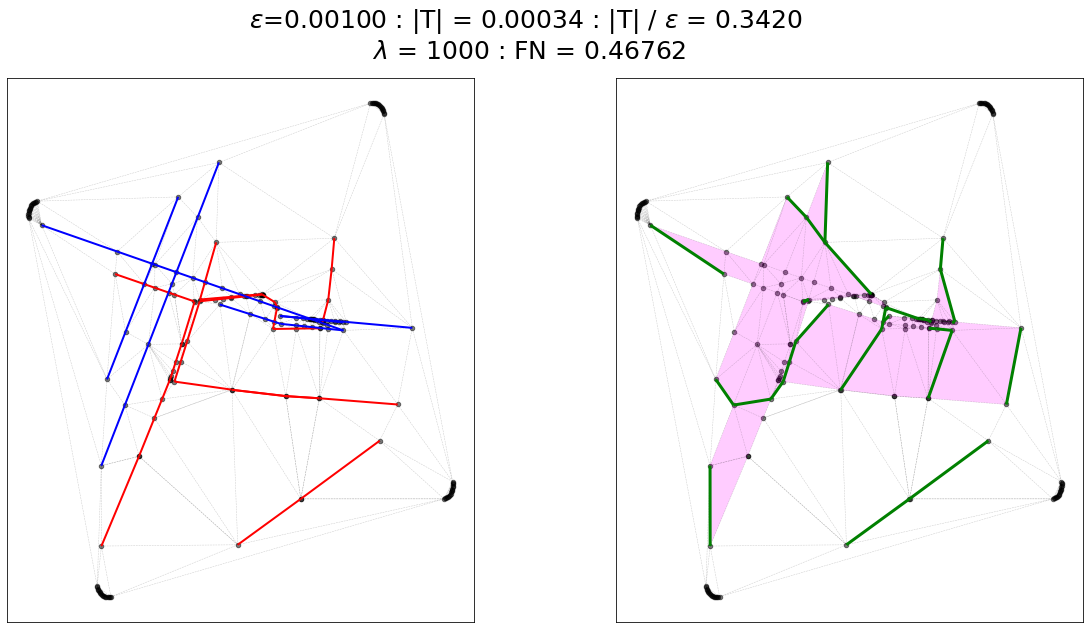 ε=0.00100 : |T| = 0.00034 : |T| / ε = 0.3420
λ = 1000 : FN = 0.46762